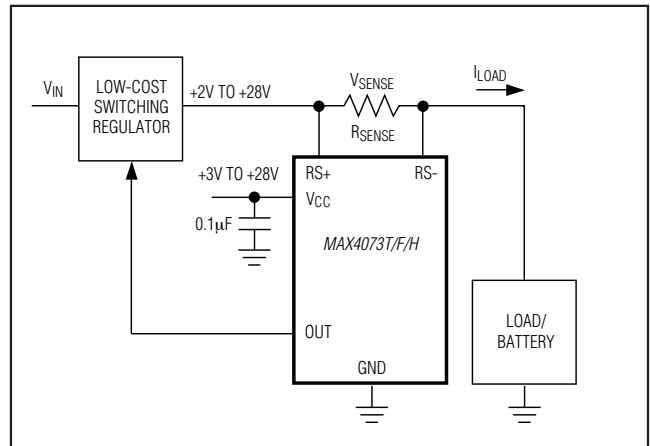 V_IN
LOW-COST
SWITCHING
REGULATOR
+2V TO +28V
V_SENSE
R_SENSE
I_LOAD
+3V TO +28V
RS+
RS-
V_CC
0.1µF
MAX4073T/F/H
OUT
GND
LOAD/
BATTERY